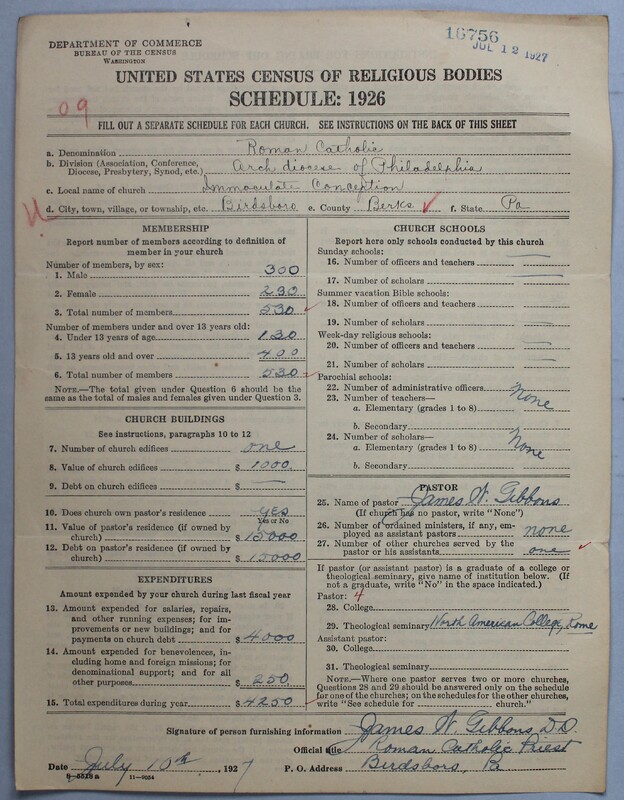 DEPARTMENT OF COMMERCE
BUREAU OF THE CENSUS
WASHINGTON
16756
JUL 12 1927
UNITED STATES CENSUS OF RELIGIOUS BODIES
SCHEDULE: 1926
09
FILL OUT A SEPARATE SCHEDULE FOR EACH CHURCH. SEE INSTRUCTIONS ON THE BACK OF THIS SHEET
a. Denomination Roman Catholic
b. Division (Association, Conference, Diocese, Presbytery, Synod, etc.) Arch diocese of Philadelphia
c. Local name of church Immaculate Conception
d. City, town, village, or township, etc. Birdsboro e. County Berks f. State Pa
MEMBERSHIP
Report number of members according to definition of
member in your church
Number of members, by sex:
1. Male 300
2. Female 230
3. Total number of members 530
Number of members under and over 13 years old:
4. Under 13 years of age 130
5. 13 years old and over 400
6. Total number of members 530
NOTE.—The total given under Question 6 should be
same as the total of males and females given under Question 3.
CHURCH BUILDINGS
See instructions, paragraphs 10 to 12
7. Number of church edifices one
8. Value of church edifices $ 1000
9. Debt on church edifices $ —
10. Does church own pastor's residence yes
Yes or No
11. Value of pastor's residence (if owned by
church) $ 15000
12. Debt on pastor's residence (if owned by
church) $ 15000
EXPENDITURES
Amount expended by your church during last fiscal year
13. Amount expended for salaries, repairs,
and other running expenses; for im-
provements or new buildings; and for
payments on church debt $ 4000
14. Amount expended for benevolences, in-
cluding home and foreign missions; for
denominational support; and for all
other purposes $ 250
15. Total expenditures during year $ 4250
CHURCH SCHOOLS
Report here only schools conducted by this church
Sunday schools:
16. Number of officers and teachers —
17. Number of scholars —
Summer vacation Bible schools:
18. Number of officers and teachers —
19. Number of scholars —
Week-day religious schools:
20. Number of officers and teachers —
21. Number of scholars —
Parochial schools:
22. Number of administrative officers
23. Number of teachers—
a. Elementary (grades 1 to 8) None
b. Secondary
24. Number of scholars—
a. Elementary (grades 1 to 8) None
b. Secondary
PASTOR
25. Name of pastor James W. Gibbons
(If church has no pastor, write "None")
26. Number of ordained ministers, if any, em-
ployed as assistant pastors none
27. Number of other churches served by the
pastor or his assistants one
If pastor (or assistant pastor) is a graduate of a college or
theological seminary, give name of institution below. (If
not a graduate, write "No" in the space indicated.)
Pastor: 4
28. College
29. Theological seminary North American College, Rome
Assistant pastor:
30. College
31. Theological seminary
NOTE.—Where one pastor serves two or more churches,
Questions 28 and 29 should be answered only on the schedule
for one of the churches; on the schedules for the other churches,
write "See schedule for church."
Signature of person furnishing information James W. Gibbons D.D.
Official title Roman Catholic Priest
Date July 10th, 1927 P. O. Address Birdsboro, Pa
8—5519 a 11—9054